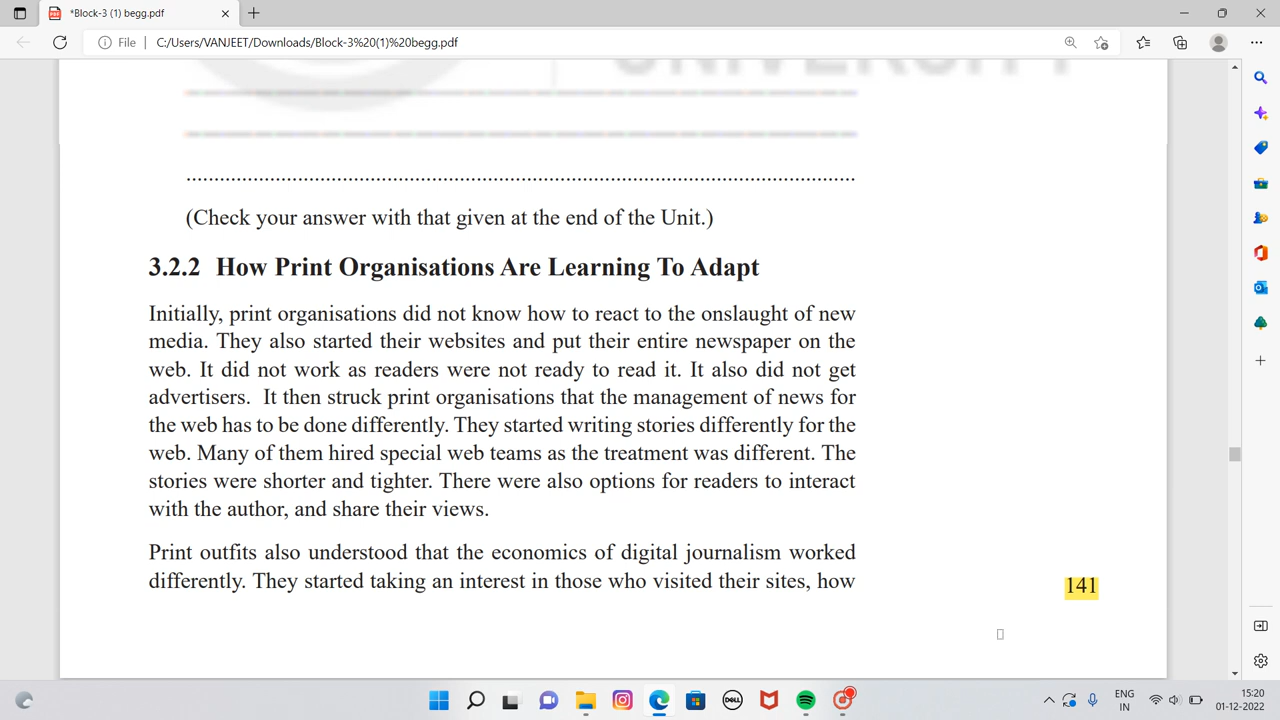 *Block-3 (1) begg.pdf
File
C:/Users/VANJEET/Downloads/Block-3%20(1)%20begg.pdf
UNIVERSITY
(Check your answer with that given at the end of the Unit.)
3.2.2 How Print Organisations Are Learning To Adapt
Initially, print organisations did not know how to react to the onslaught of new
media. They also started their websites and put their entire newspaper on the
web. It did not work as readers were not ready to read it. It also did not get
advertisers.  It then struck print organisations that the management of news for
the web has to be done differently. They started writing stories differently for the
web. Many of them hired special web teams as the treatment was different. The
stories were shorter and tighter. There were also options for readers to interact
with the author, and share their views.
Print outfits also understood that the economics of digital journalism worked
differently. They started taking an interest in those who visited their sites, how
141
DELL
ENG
IN
15:20
01-12-2022